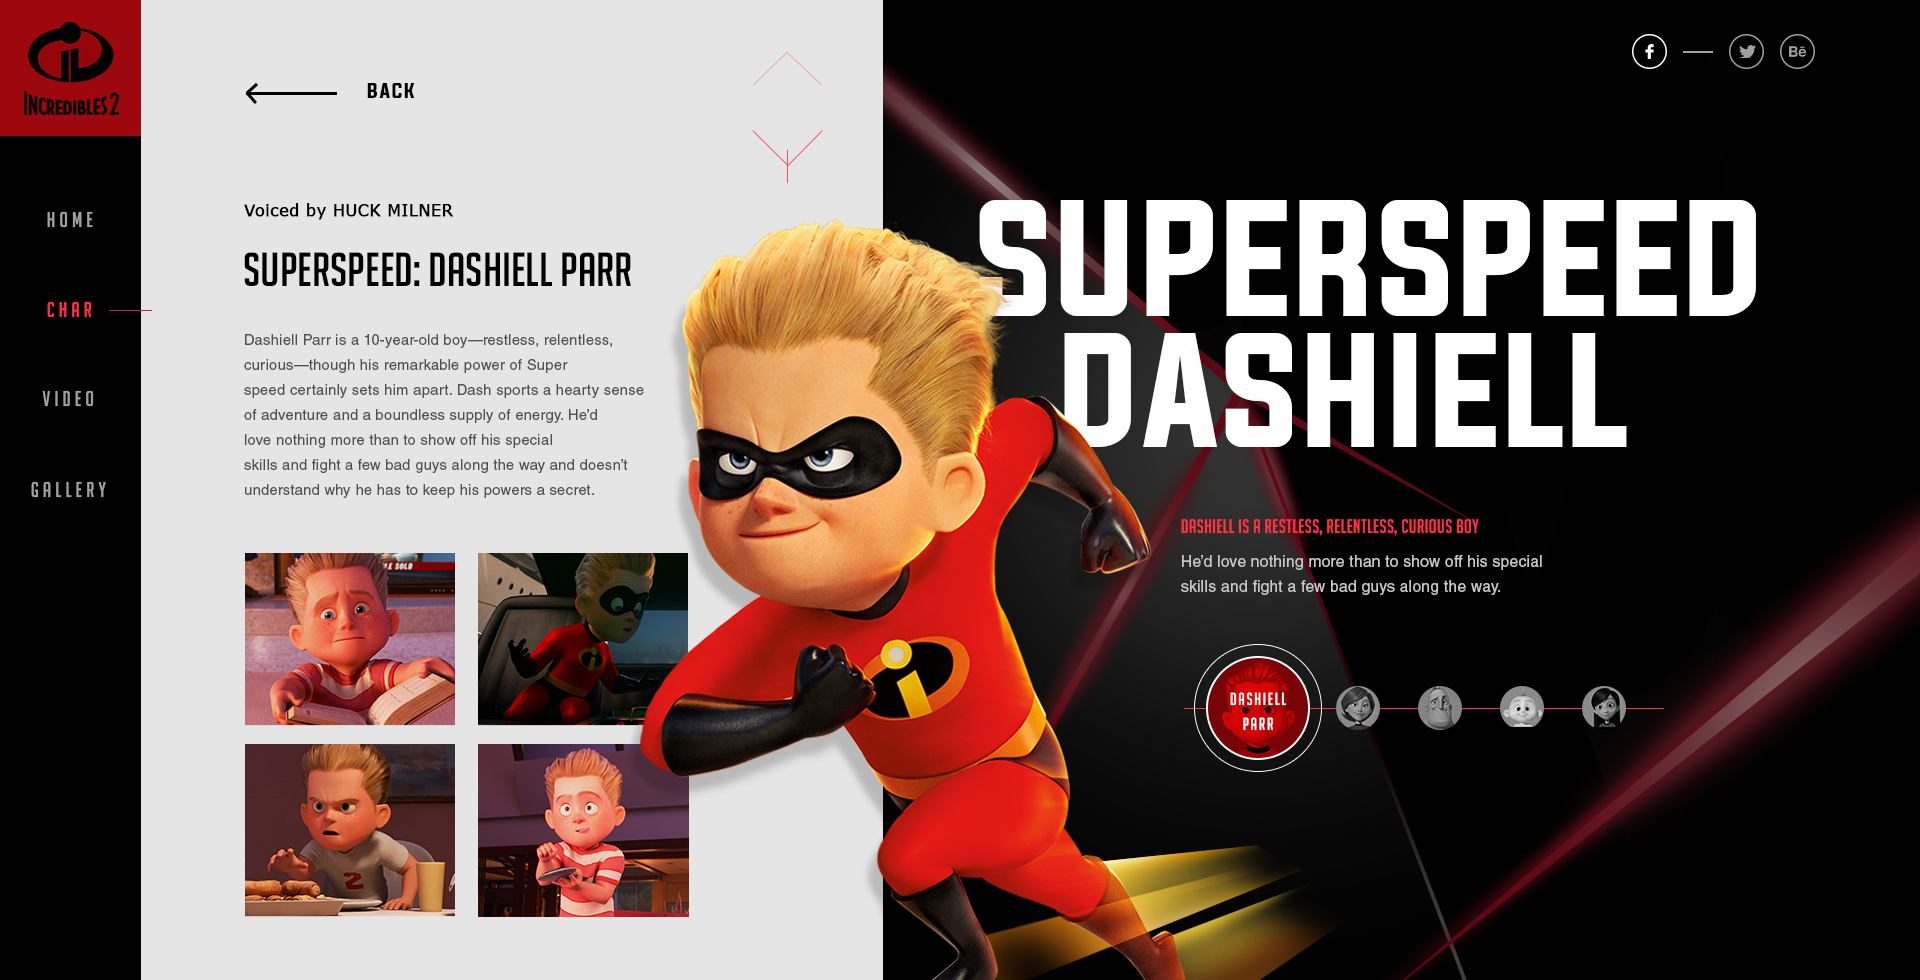 INCREDIBLES 2
HOME
CHAR
VIDEO
GALLERY
BACK
Voiced by HUCK MILNER
SUPERSPEED: DASHIELL PARR
Dashiell Parr is a 10-year-old boy—restless, relentless,
curious—though his remarkable power of Super
speed certainly sets him apart. Dash sports a hearty sense
of adventure and a boundless supply of energy. He’d
love nothing more than to show off his special
skills and fight a few bad guys along the way and doesn’t
understand why he has to keep his powers a secret.
SOLD
f
Bē
SUPERSPEED
DASHIELL
DASHIELL IS A RESTLESS, RELENTLESS, CURIOUS BOY
He’d love nothing more than to show off his special
skills and fight a few bad guys along the way.
DASHIELL
PARR